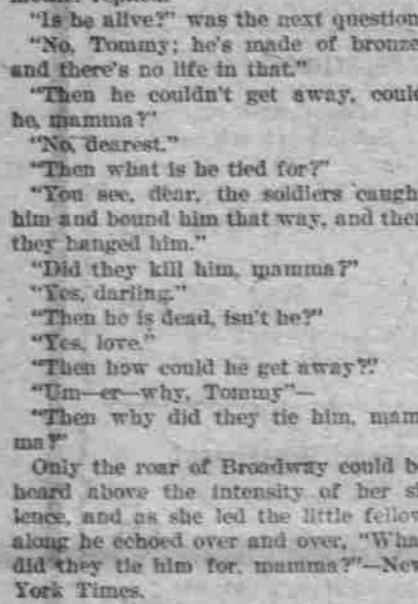 "Is he alive?" was the next question
"No, Tommy; he's made of bronze
and there's no life in that."
"Then he couldn't get away, could
he, mamma?"
"No, dearest."
"Then what is he tied for?"
"You see, dear, the soldiers caugh
him and bound him that way, and then
they hanged him."
"Did they kill him, mamma?"
"Yes, darling."
"Then he is dead, isn't he?"
"Yes, love."
"Then how could he get away?"
"Um—er—why, Tommy"—
"Then why did they tie him, mam
ma?"
Only the roar of Broadway could b
heard above the intensity of her si
lence, and as she led the little fellow
along he echoed over and over, "Wha
did they tie him for, mamma?"—New
York Times.